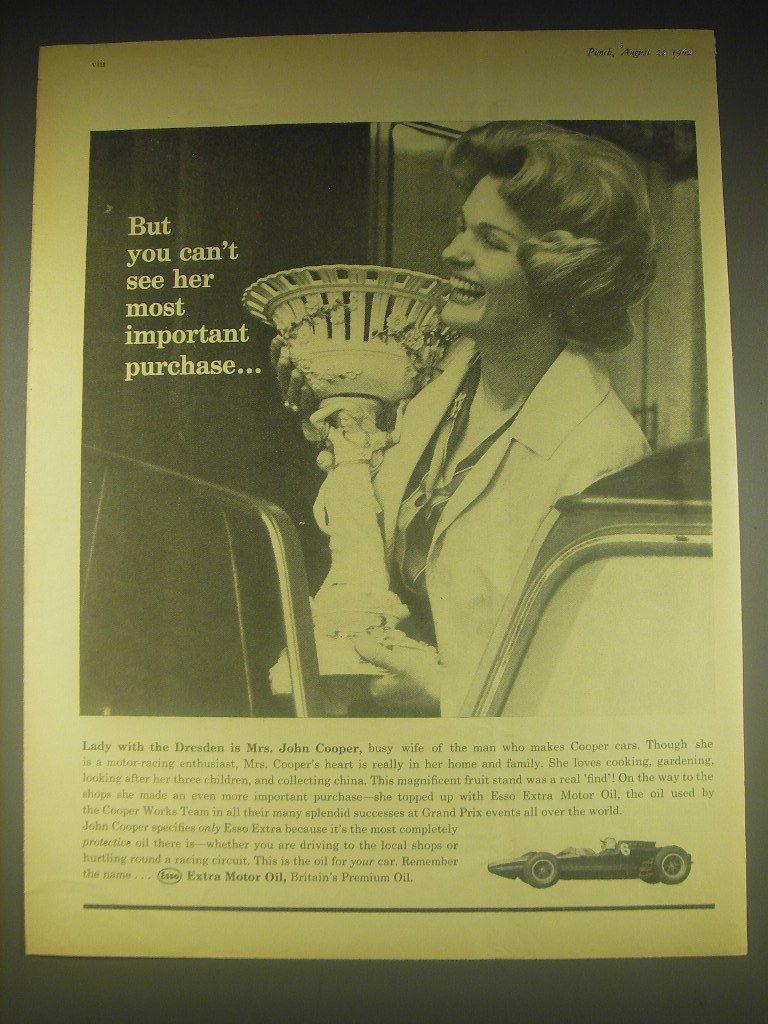 viii
Punch, August 22 1962
But
you can't
see her
most
important
purchase...
Lady with the Dresden is Mrs. John Cooper, busy wife of the man who makes Cooper cars. Though she
is a motor-racing enthusiast, Mrs. Cooper's heart is really in her home and family. She loves cooking, gardening,
looking after her three children, and collecting china. This magnificent fruit stand was a real 'find'! On the way to the
shops she made an even more important purchase—she topped up with Esso Extra Motor Oil, the oil used by
the Cooper Works Team in all their many splendid successes at Grand Prix events all over the world.
John Cooper specifies only Esso Extra because it's the most completely
protective oil there is—whether you are driving to the local shops or
hurtling round a racing circuit. This is the oil for your car. Remember
the name ... Esso Extra Motor Oil, Britain's Premium Oil.
6